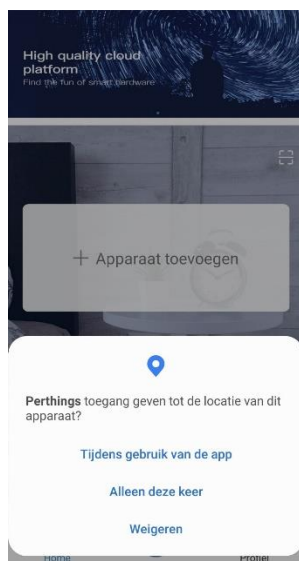 High quality cloud
platform
Find the fun of smart hardware
+ Apparaat toevoegen
Perthings toegang geven tot de locatie van dit
apparaat?
Tijdens gebruik van de app
Alleen deze keer
Weigeren
Home
Profiel